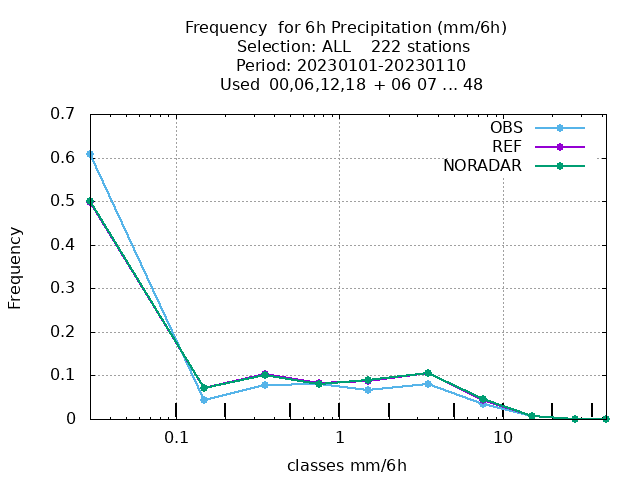 Frequency  for 6h Precipitation (mm/6h)
Selection: ALL    222 stations
Period: 20230101-20230110
Used 00,06,12,18 + 06 07 ... 48
0.7
0.6
0.5
0.4
0.3
0.2
0.1
0
OBS
REF
NORADAR
Frequency
0.1 1 10
classes mm/6h